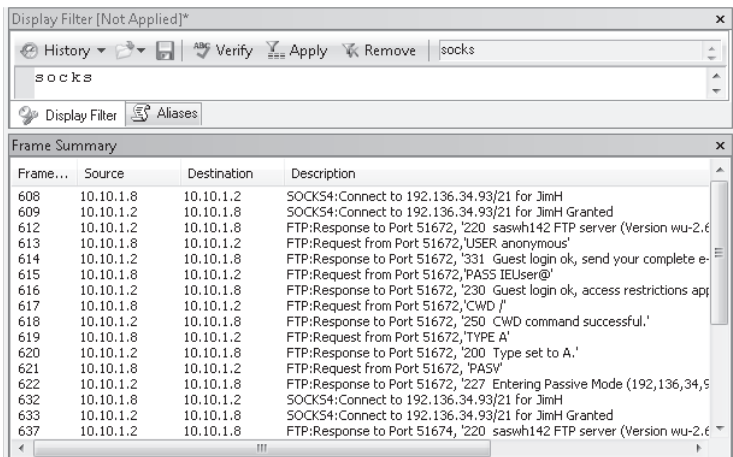 Display Filter [Not Applied]*
History Verify Apply Remove socks
socks
Display Filter Aliases
Frame Summary
Frame... Source Destination Description
608 10.10.1.8 10.10.1.2 SOCKS4:Connect to 192.136.34.93/21 for JimH
609 10.10.1.2 10.10.1.8 SOCKS4:Connect to 192.136.34.93/21 for JimH Granted
612 10.10.1.2 10.10.1.8 FTP:Response to Port 51672, '220 saswh142 FTP server (Version wu-2.6
613 10.10.1.8 10.10.1.2 FTP:Request from Port 51672,'USER anonymous'
614 10.10.1.2 10.10.1.8 FTP:Response to Port 51672, '331 Guest login ok, send your complete e-
615 10.10.1.8 10.10.1.2 FTP:Request from Port 51672,'PASS IEUser@'
616 10.10.1.2 10.10.1.8 FTP:Response to Port 51672, '230 Guest login ok, access restrictions app
617 10.10.1.8 10.10.1.2 FTP:Request from Port 51672,'CWD /'
618 10.10.1.2 10.10.1.8 FTP:Response to Port 51672, '250 CWD command successful.'
619 10.10.1.8 10.10.1.2 FTP:Request from Port 51672,'TYPE A'
620 10.10.1.2 10.10.1.8 FTP:Response to Port 51672, '200 Type set to A.'
621 10.10.1.8 10.10.1.2 FTP:Request from Port 51672, 'PASV'
622 10.10.1.2 10.10.1.8 FTP:Response to Port 51672, '227 Entering Passive Mode (192,136,34,9
632 10.10.1.8 10.10.1.2 SOCKS4:Connect to 192.136.34.93/21 for JimH
633 10.10.1.2 10.10.1.8 SOCKS4:Connect to 192.136.34.93/21 for JimH Granted
637 10.10.1.2 10.10.1.8 FTP:Response to Port 51674, '220 saswh142 FTP server (Version wu-2.6